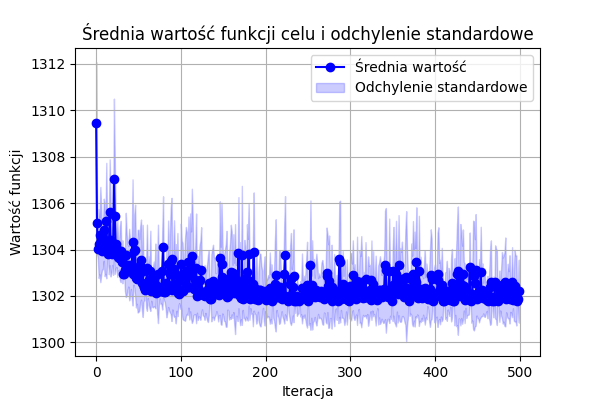 Średnia wartość funkcji celu i odchylenie standardowe
Średnia wartość
Odchylenie standardowe
Wartość funkcji
1312
1310
1308
1306
1304
1302
1300
0
100
200
300
400
500
Iteracja